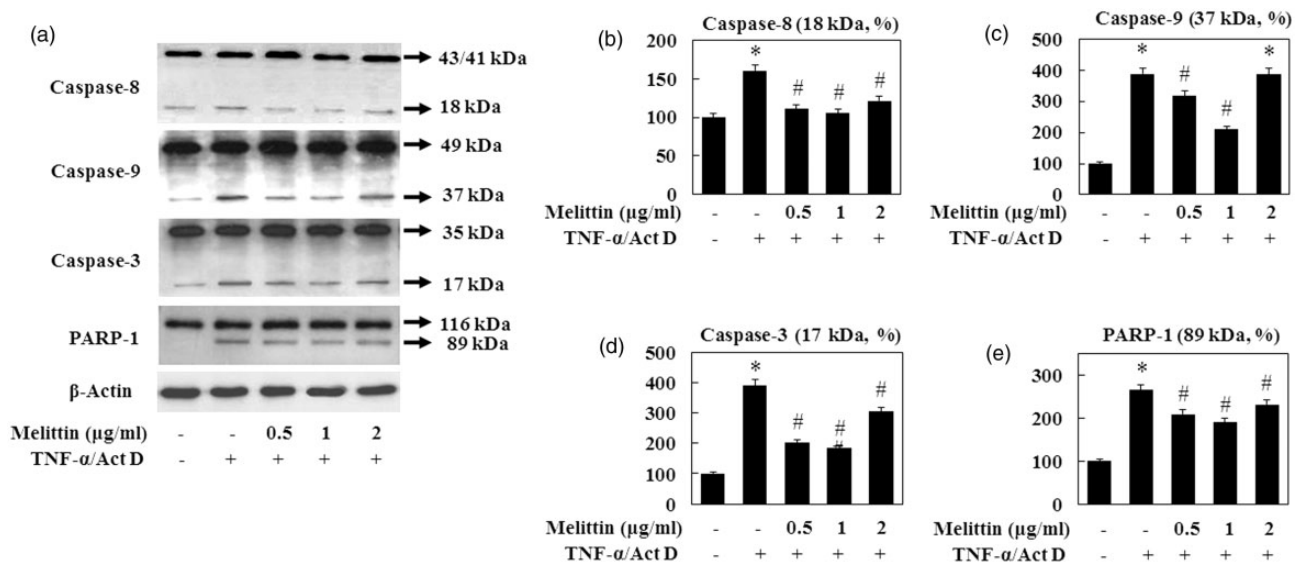 (a)
Caspase-8
43/41 kDa
18 kDa
Caspase-9
49 kDa
37 kDa
Caspase-3
35 kDa
17 kDa
PARP-1
116 kDa
89 kDa
β-Actin
Melittin (µg/ml) - - 0.5 1 2
TNF-α/Act D - + + + +
(b)
Caspase-8 (18 kDa, %)
200
150
100
50
0
* # # #
Melittin (µg/ml) - - 0.5 1 2
TNF-α/Act D - + + + +
(c)
Caspase-9 (37 kDa, %)
500
400
300
200
100
0
* # # *
Melittin (µg/ml) - - 0.5 1 2
TNF-α/Act D - + + + +
(d)
Caspase-3 (17 kDa, %)
500
400
300
200
100
0
* # # # #
Melittin (µg/ml) - - 0.5 1 2
TNF-α/Act D - + + + +
(e)
PARP-1 (89 kDa, %)
300
200
100
0
* # # #
Melittin (µg/ml) - - 0.5 1 2
TNF-α/Act D - + + + +